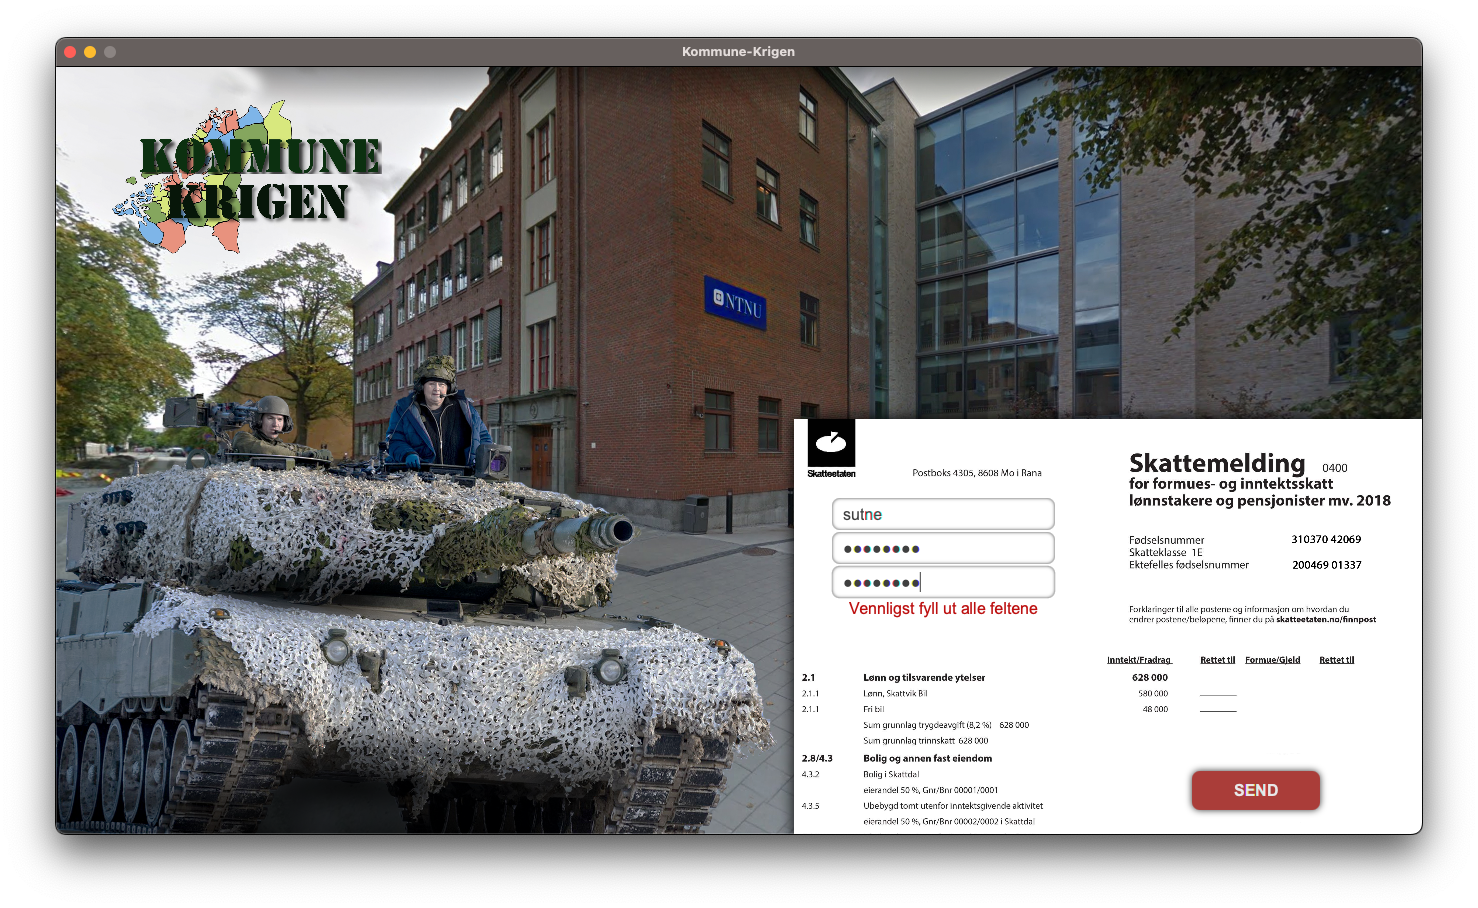 Kommune-Krigen
KOMMUNE
KRIGEN
NTNU
Skatteetaten
Postboks 4305, 8608 Mo i Rana
Skattemelding 0400
for formues- og inntektsskatt
lønnstakere og pensjonister mv. 2018
sutne
••••••••
••••••••
Vennligst fyll ut alle feltene
Fødselsnummer 310370 42069
Skatteklasse 1E
Ektefelles fødselsnummer 200469 01337
Forklaringer til alle postene og informasjon om hvordan du
endrer postene/beløpene, finner du på skatteetaten.no/finnpost
Inntekt/Fradrag Rettet til Formue/Gjeld Rettet til
2.1 Lønn og tilsvarende ytelser 628 000
2.1.1 Lønn, Skattvik Bil 580 000
2.1.1 Fri bil 48 000
Sum grunnlag trygdeavgift (8,2 %) 628 000
Sum grunnlag trinnskatt 628 000
2.8/4.3 Bolig og annen fast eiendom
4.3.2 Bolig i Skattdal
eierandel 50 %, Gnr/Bnr 00001/0001
4.3.5 Ubebygd tomt utenfor inntektsgivende aktivitet
eierandel 50 %, Gnr/Bnr 00002/0002 i Skattdal
SEND